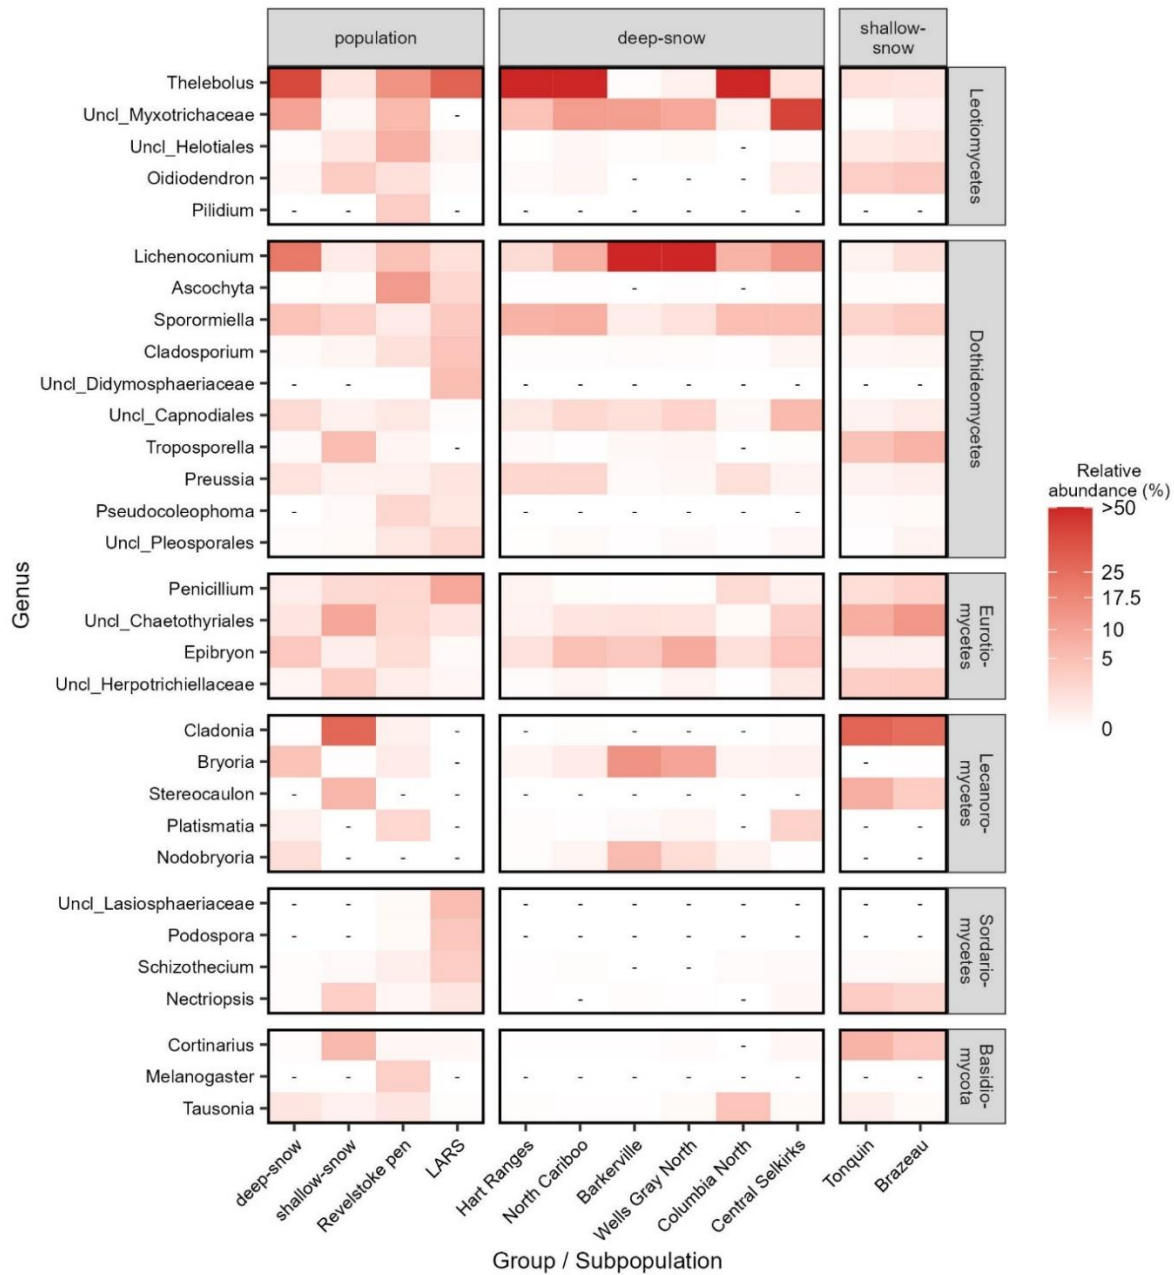 population
deep-snow
shallow-
snow
Thelebolus
Uncl_Myxotrichaceae
-
Uncl_Helotiales
-
Oidiodendron
- - -
Pilidium
- - - - - - - - - - -
Leotiomycetes
Lichenoconium
Ascochyta
- -
Sporormiella
Cladosporium
Uncl_Didymosphaeriaceae
- - - - - - - - - -
Uncl_Capnodiales
Troposporella
- -
Preussia
Pseudocoleophoma
- - - - - - -
Uncl_Pleosporales
Dothideomycetes
Penicillium
Uncl_Chaetothyriales
Epibryon
Uncl_Herpotrichiellaceae
Eurotio-
mycetes
Cladonia
- - - - -
Bryoria
- -
Stereocaulon
- - - - - - - - -
Platismatia
- - - - -
Nodobryoria
- - - - -
Lecanoro-
mycetes
Uncl_Lasiosphaeriaceae
- - - - - - - - - -
Podospora
- - - - - - - - - -
Schizothecium
- -
Nectriopsis
- -
Sordario-
mycetes
Cortinarius
-
Melanogaster
- - - - - - - - - - -
Tausonia
Basidio-
mycota
Genus
deep-snow
shallow-snow
Revelstoke pen
LARS
Hart Ranges
North Cariboo
Barkerville
Wells Gray North
Columbia North
Central Selkirks
Tonquin
Brazeau
Group / Subpopulation
Relative
abundance (%)
>50
25
17.5
10
5
0